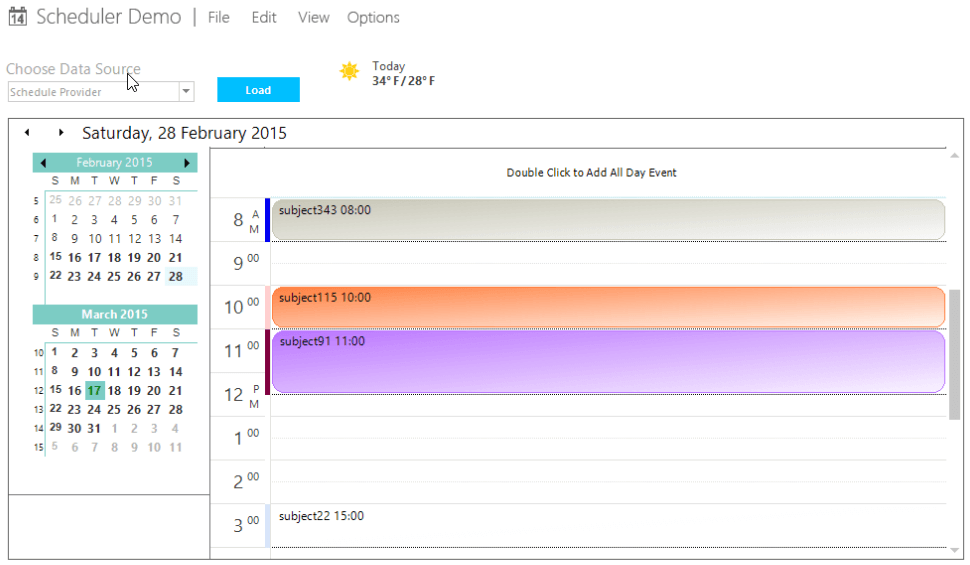 14 Scheduler Demo | File Edit View Options
Choose Data Source
Schedule Provider
Load
Today
34°F/28°F
Saturday, 28 February 2015
February 2015
S M T W T F S
5 25 26 27 28 29 30 31
6 1 2 3 4 5 6 7
7 8 9 10 11 12 13 14
8 15 16 17 18 19 20 21
9 22 23 24 25 26 27 28
March 2015
S M T W T F S
10 1 2 3 4 5 6 7
11 8 9 10 11 12 13 14
12 15 16 17 18 19 20 21
13 22 23 24 25 26 27 28
14 29 30 31 1 2 3 4
15 5 6 7 8 9 10 11
Double Click to Add All Day Event
8 AM subject343 08:00
9 00
10 00 subject115 10:00
11 00 subject91 11:00
12 PM
1 00
2 00
3 00 subject22 15:00